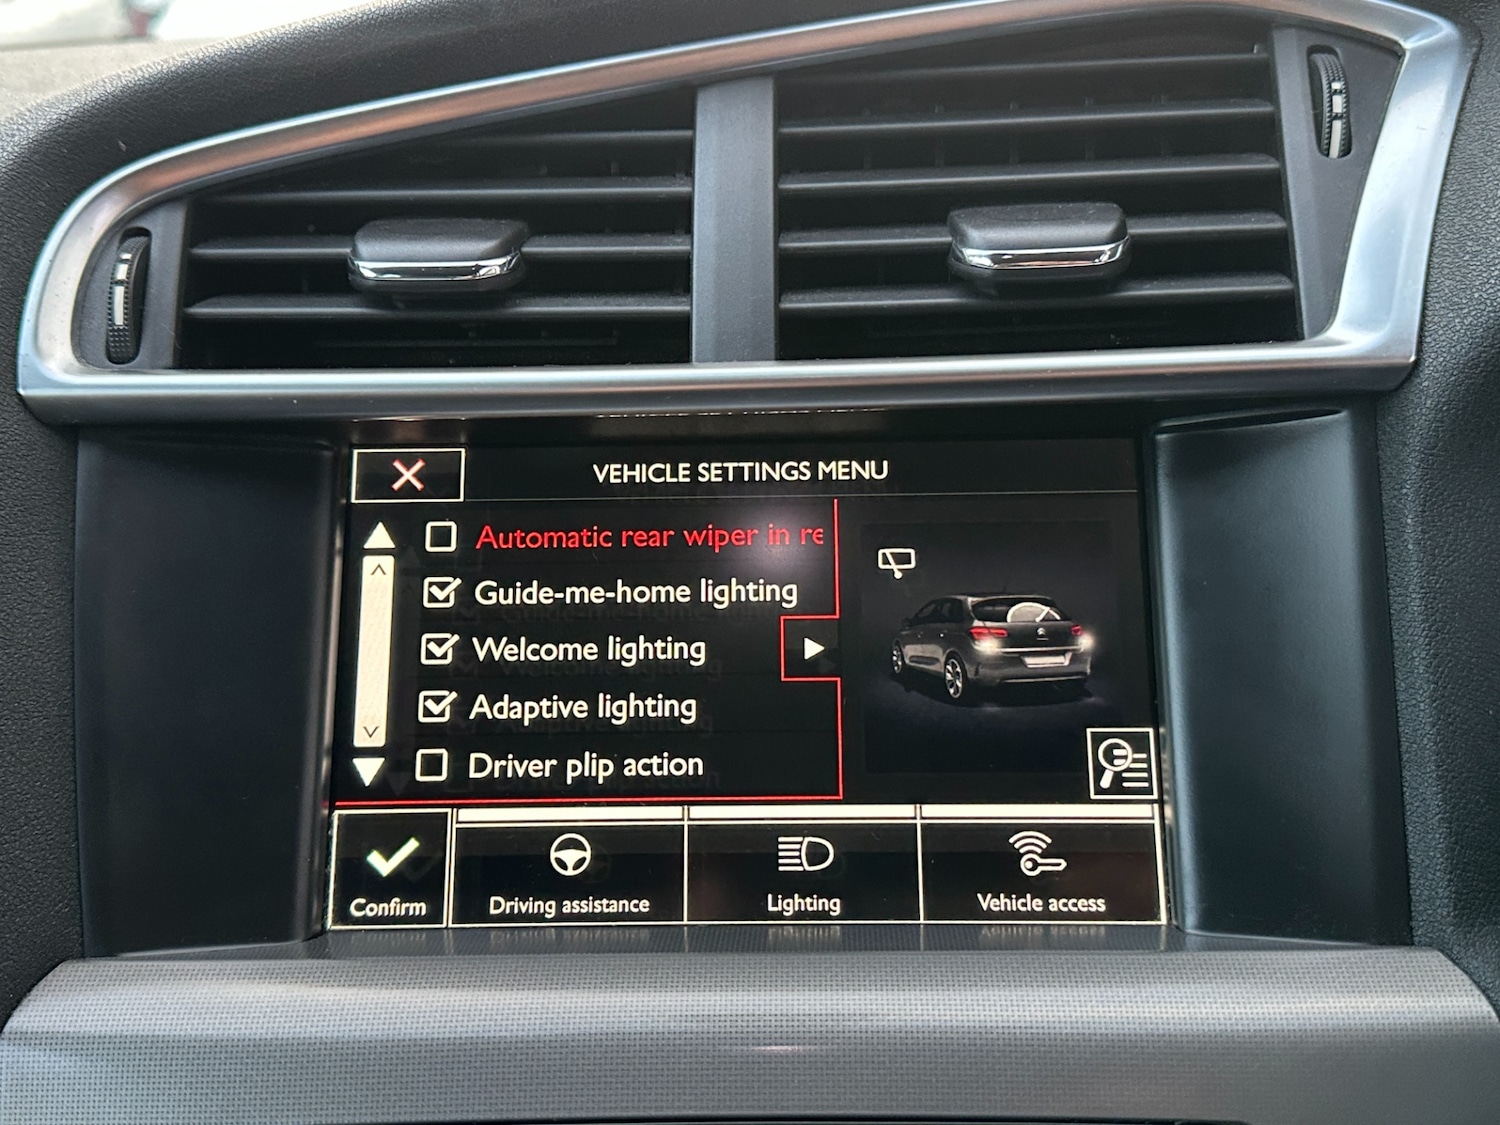 VEHICLE SETTINGS MENU
Automatic rear wiper in re
Guide-me-home lighting
Welcome lighting
Adaptive lighting
Driver plip action
Confirm
Driving assistance
Lighting
Vehicle access